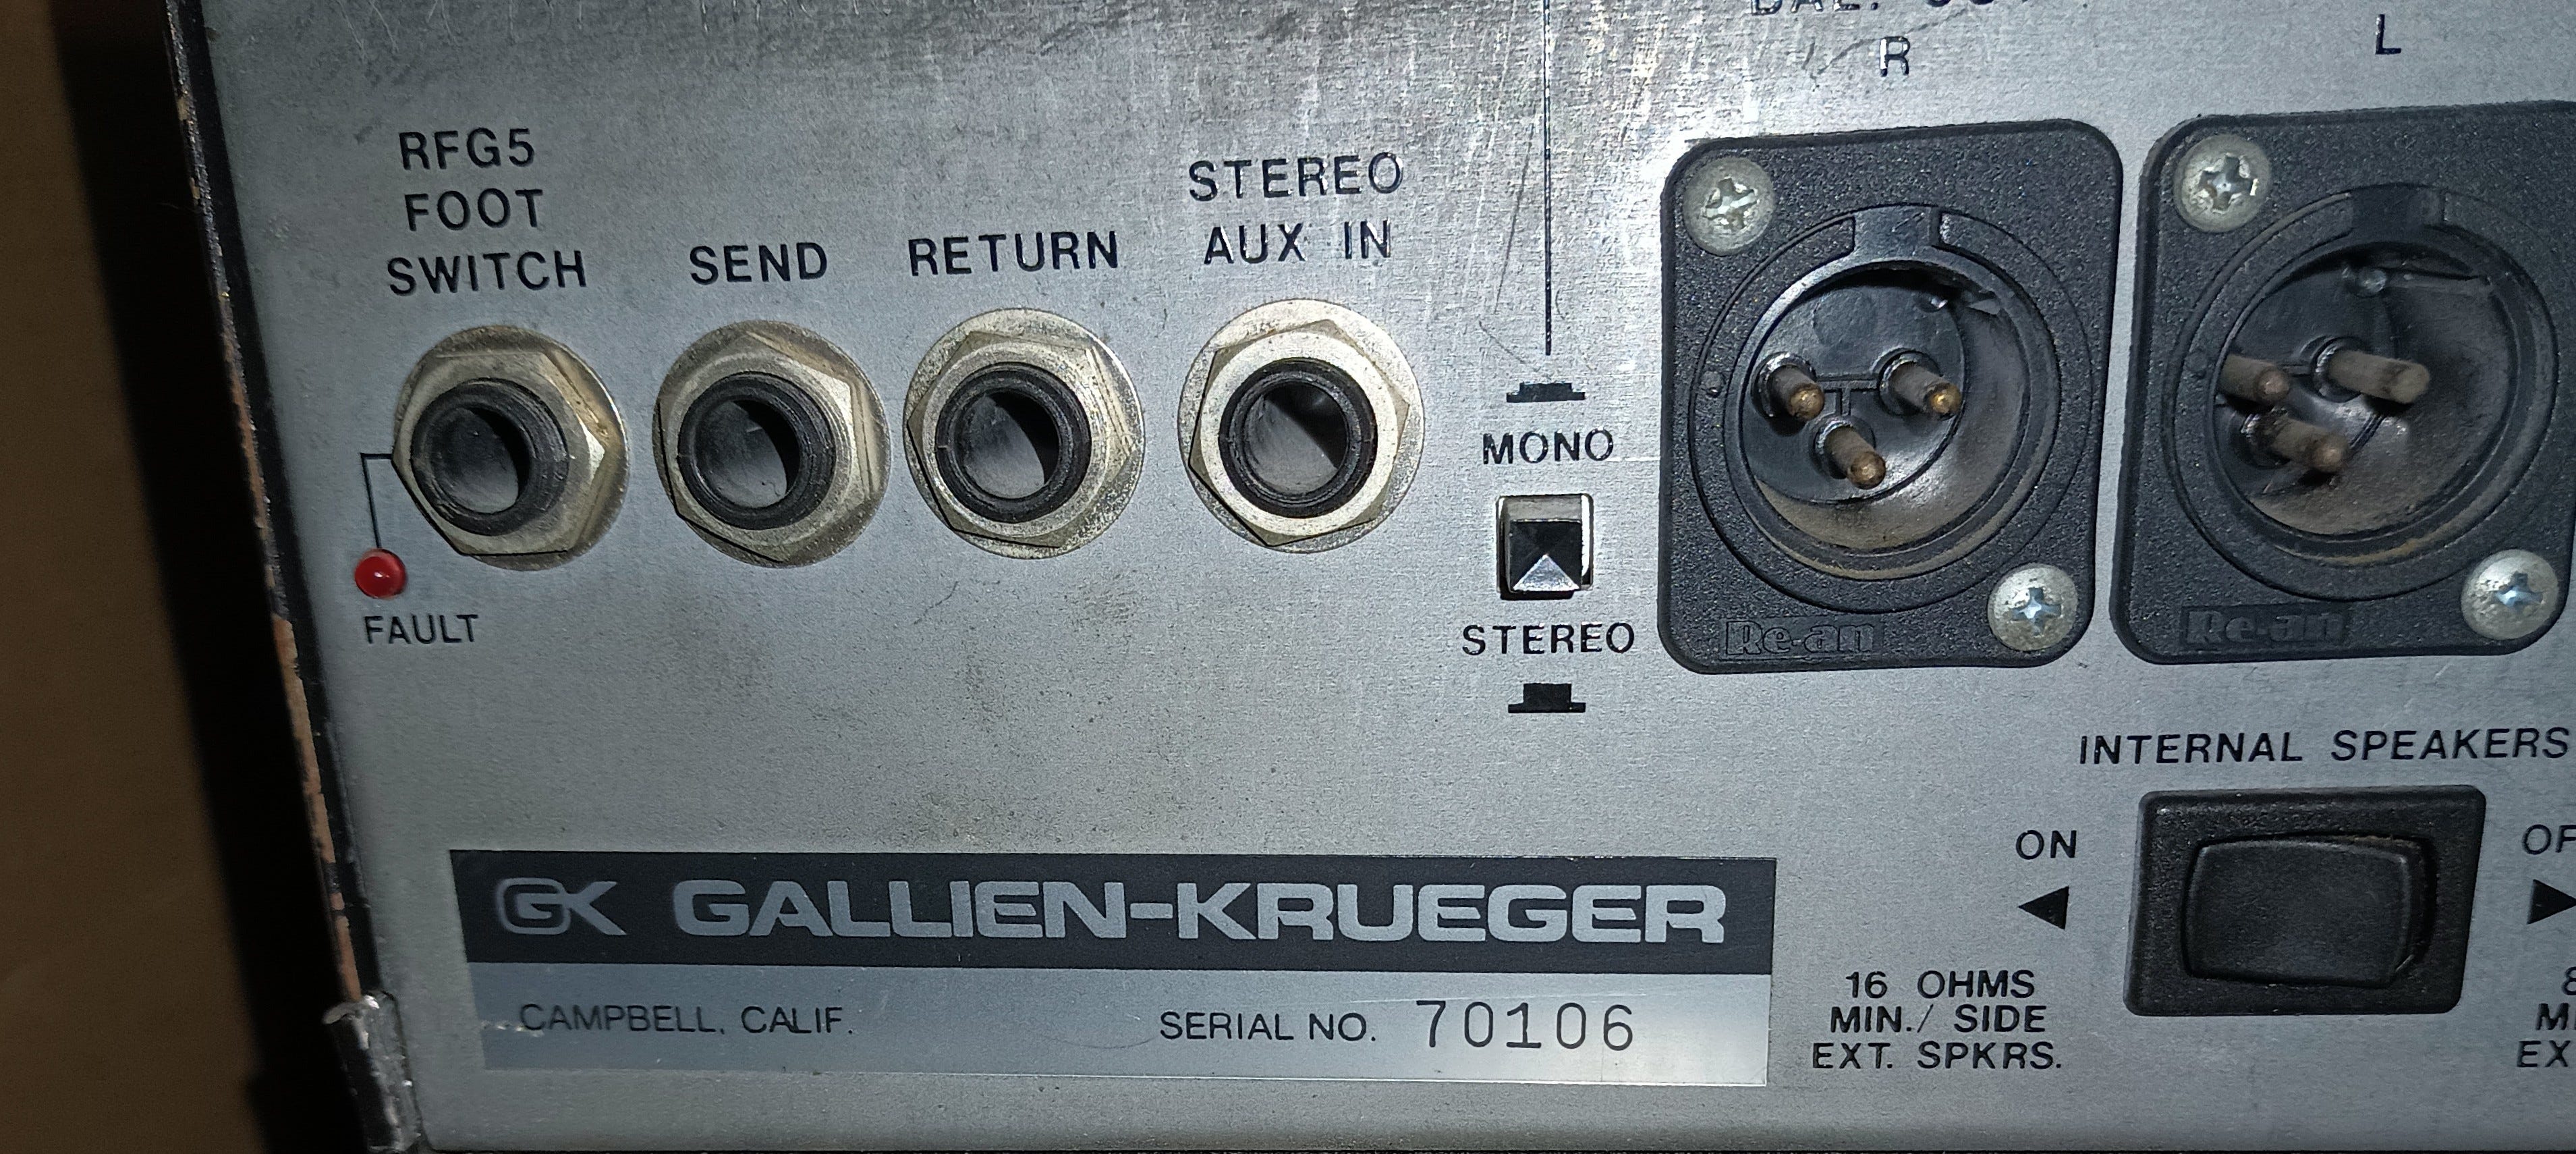 R
L
RFG5
FOOT
SWITCH
SEND
RETURN
STEREO
AUX IN
MONO
STEREO
FAULT
Re-an
Re-an
INTERNAL SPEAKERS
ON
16 OHMS
MIN./ SIDE
EXT. SPKRS.
GK GALLIEN-KRUEGER
CAMPBELL, CALIF.
SERIAL NO. 70106